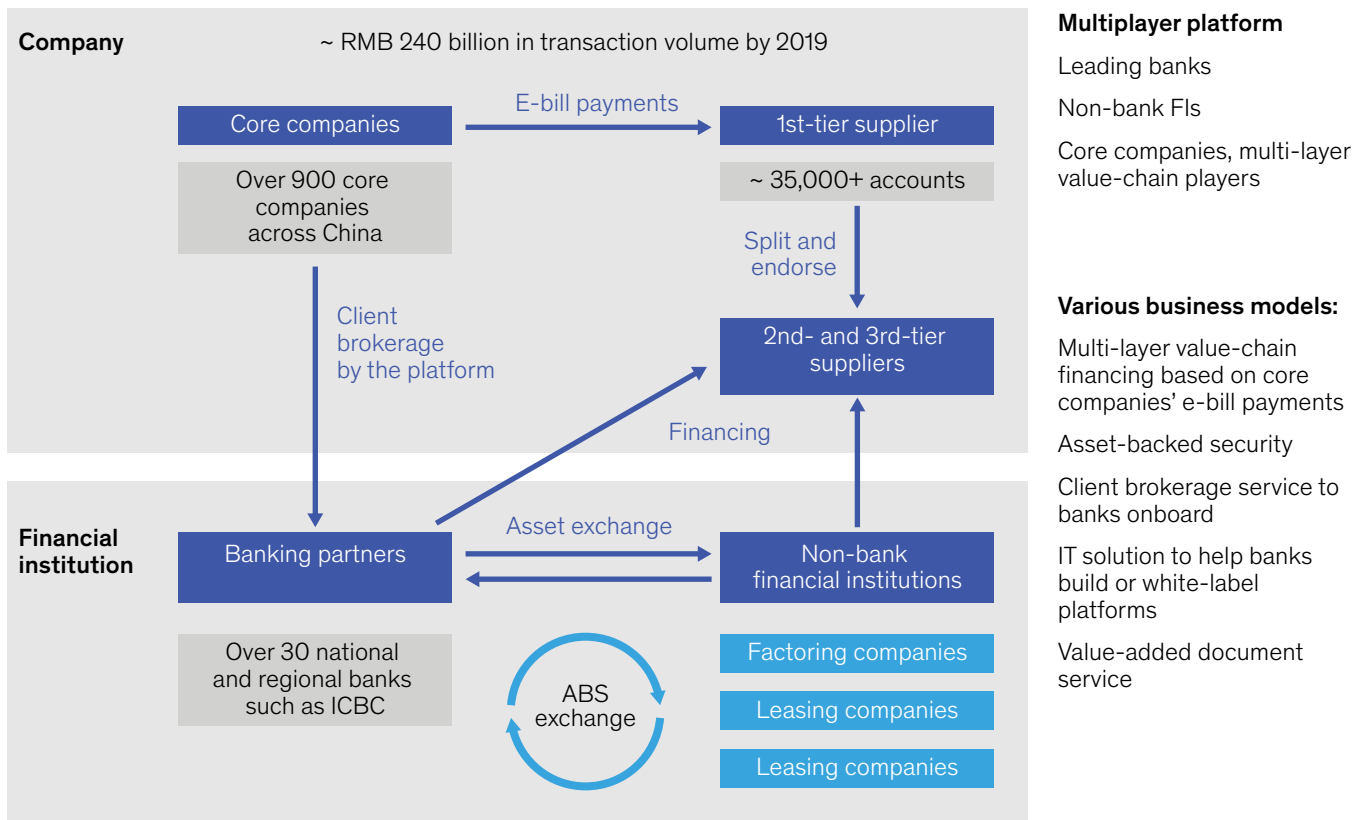 Company
~ RMB 240 billion in transaction volume by 2019
Core companies
E-bill payments
1st-tier supplier
Over 900 core
companies
across China
~ 35,000+ accounts
Split and
endorse
Client
brokerage
by the platform
2nd- and 3rd-tier
suppliers
Financing
Financial
institution
Banking partners
Asset exchange
Non-bank
financial institutions
Over 30 national
and regional banks
such as ICBC
ABS
exchange
Factoring companies
Leasing companies
Leasing companies
Multiplayer platform
Leading banks
Non-bank FIs
Core companies, multi-layer
value-chain players
Various business models:
Multi-layer value-chain
financing based on core
companies’ e-bill payments
Asset-backed security
Client brokerage service to
banks onboard
IT solution to help banks
build or white-label
platforms
Value-added document
service